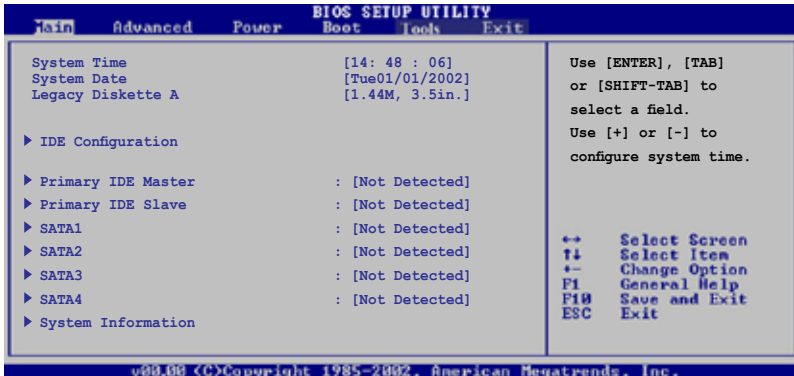 BIOS SETUP UTILITY
Main Advanced Power Boot Tools Exit
System Time [14: 48 : 06]
System Date [Tue01/01/2002]
Legacy Diskette A [1.44M, 3.5in.]
IDE Configuration
Primary IDE Master : [Not Detected]
Primary IDE Slave : [Not Detected]
SATA1 : [Not Detected]
SATA2 : [Not Detected]
SATA3 : [Not Detected]
SATA4 : [Not Detected]
System Information
Use [ENTER], [TAB]
or [SHIFT-TAB] to
select a field.
Use [+] or [-] to
configure system time.
↔ Select Screen
↑↓ Select Item
+- Change Option
F1 General Help
F10 Save and Exit
ESC Exit
v00.00 (C)Copyright 1985-2002, American Megatrends, Inc.